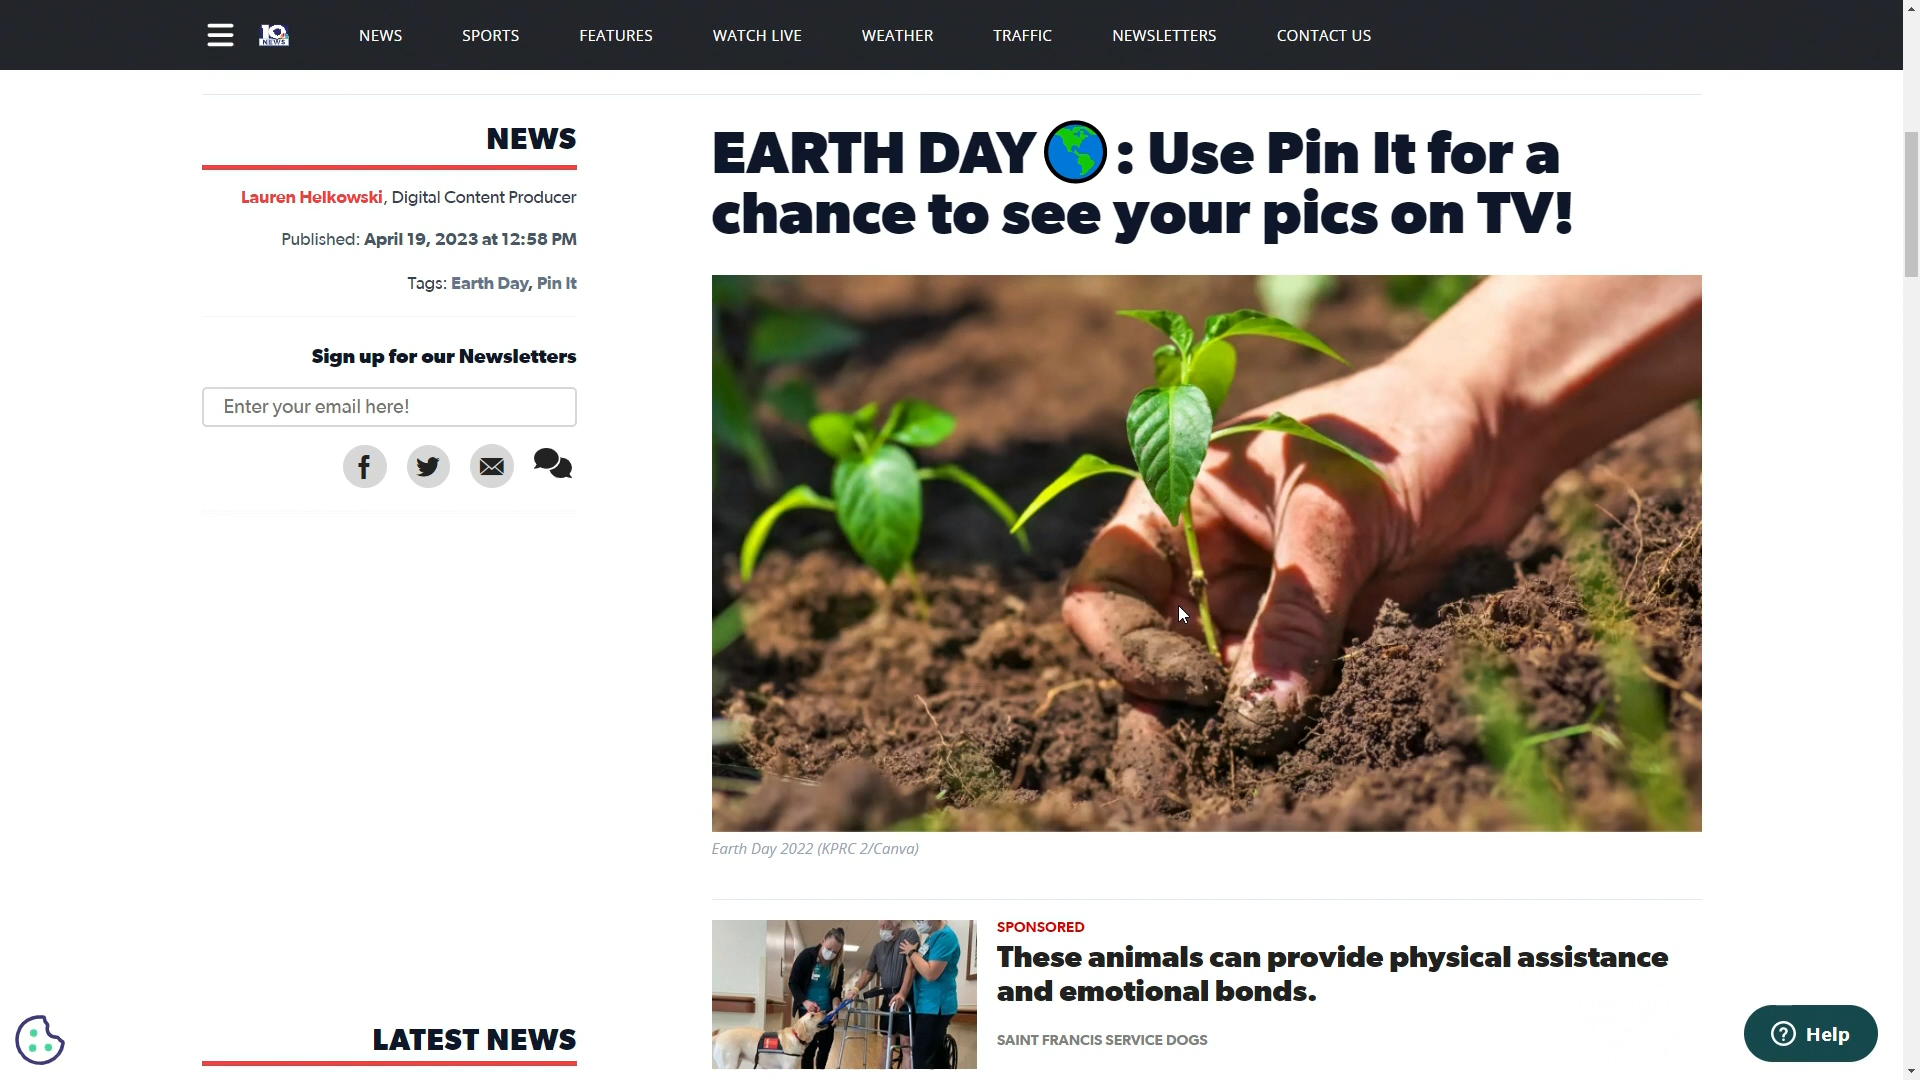 10
NEWS
NEWS
SPORTS
FEATURES
WATCH LIVE
WEATHER
TRAFFIC
NEWSLETTERS
CONTACT US
NEWS
Lauren Helkowski, Digital Content Producer
Published: April 19, 2023 at 12:58 PM
Tags: Earth Day, Pin It
Sign up for our Newsletters
Enter your email here!
EARTH DAY🌎: Use Pin It for a
chance to see your pics on TV!
Earth Day 2022 (KPRC 2/Canva)
SPONSORED
These animals can provide physical assistance
and emotional bonds.
SAINT FRANCIS SERVICE DOGS
LATEST NEWS
Help